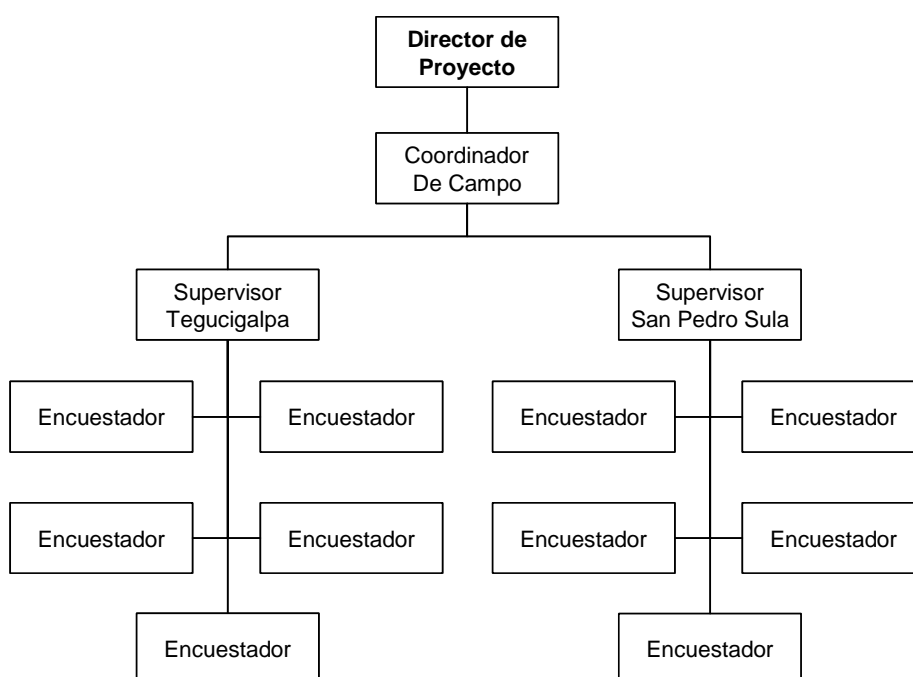 Director de
Proyecto
Coordinador
De Campo
Supervisor
Tegucigalpa
Supervisor
San Pedro Sula
Encuestador
Encuestador
Encuestador
Encuestador
Encuestador
Encuestador
Encuestador
Encuestador
Encuestador
Encuestador